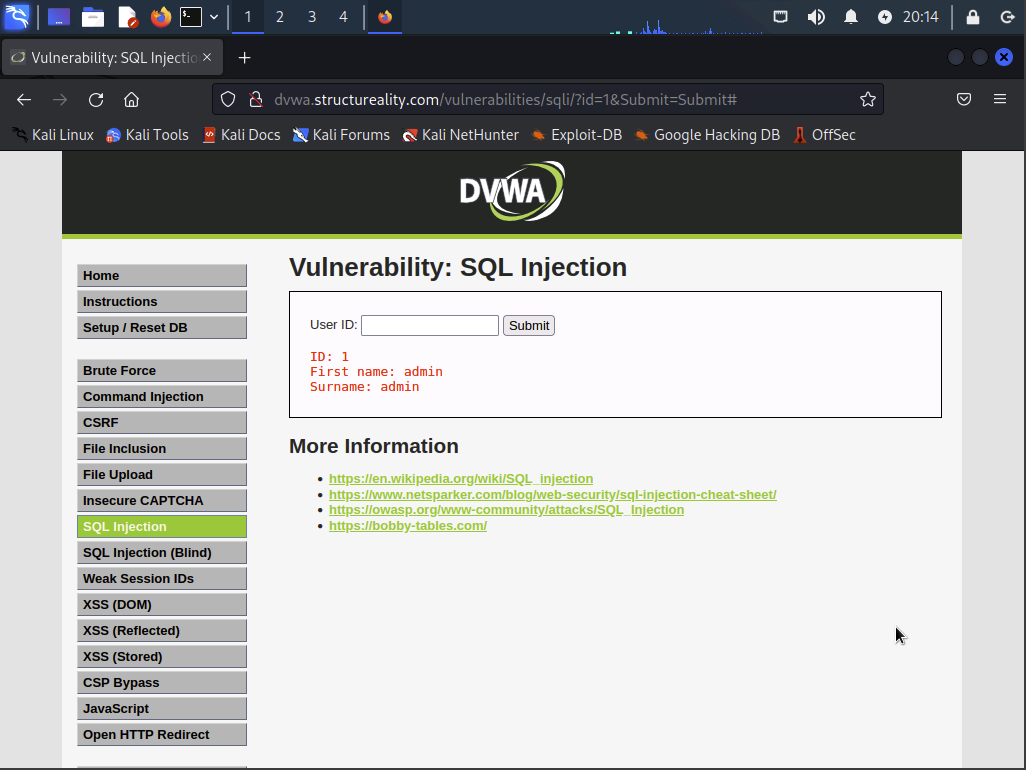 1 2 3 4 20:14
Vulnerability: SQL Injectio
dvwa.structureality.com/vulnerabilities/sqli/?id=1&Submit=Submit#
Kali Linux Kali Tools Kali Docs Kali Forums Kali NetHunter Exploit-DB Google Hacking DB OffSec
DVWA
Vulnerability: SQL Injection
Home
Instructions
Setup / Reset DB
Brute Force
Command Injection
CSRF
File Inclusion
File Upload
Insecure CAPTCHA
SQL Injection
SQL Injection (Blind)
Weak Session IDs
XSS (DOM)
XSS (Reflected)
XSS (Stored)
CSP Bypass
JavaScript
Open HTTP Redirect
User ID: Submit
ID: 1
First name: admin
Surname: admin
More Information
https://en.wikipedia.org/wiki/SQL_injection
https://www.netsparker.com/blog/web-security/sql-injection-cheat-sheet/
https://owasp.org/www-community/attacks/SQL_Injection
https://bobby-tables.com/